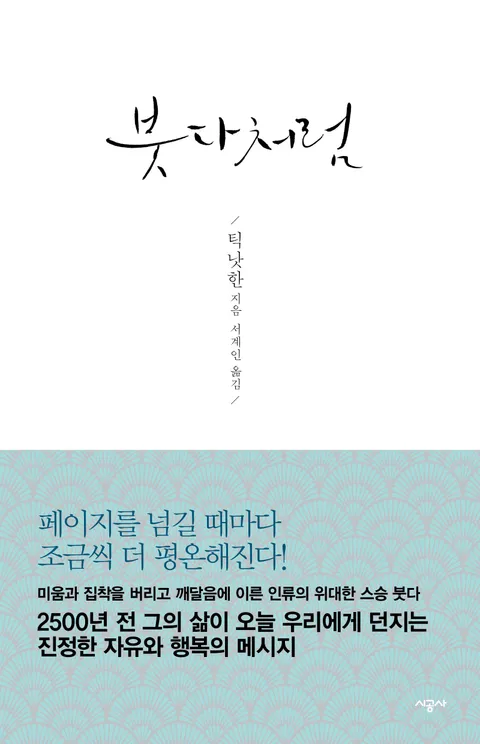 붓다처럼
/ 틱낫한 지음 서계인 옮김 /
페이지를 넘길 때마다
조금씩 더 평온해진다!
미움과 집착을 버리고 깨달음에 이른 인류의 위대한 스승 붓다
2500년 전 그의 삶이 오늘 우리에게 던지는
진정한 자유와 행복의 메시지
시공사